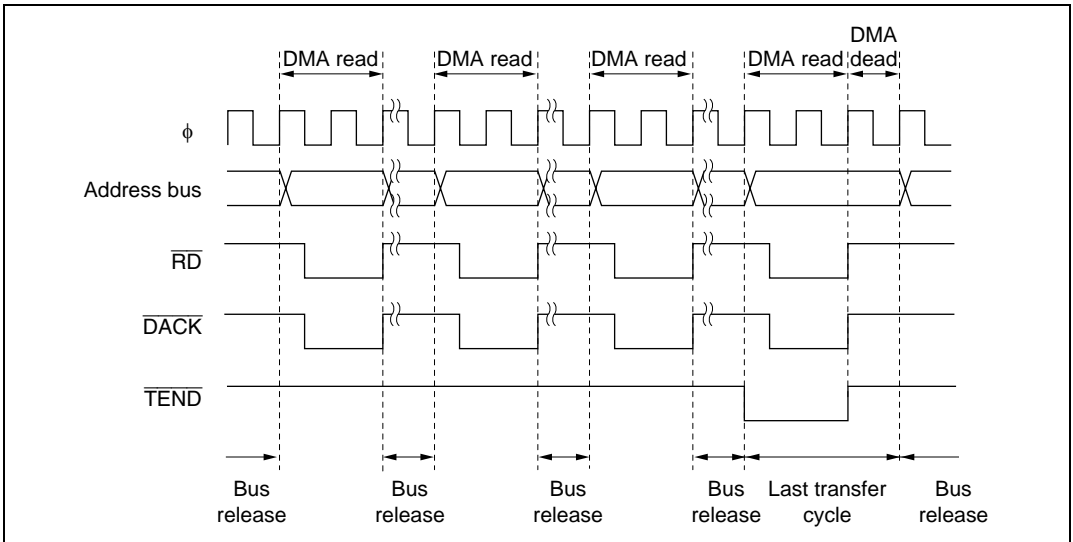 DMA
DMA read DMA read DMA read DMA read dead
φ
Address bus
RD
DACK
TEND
Bus release
Bus release
Bus release
Bus release
Last transfer cycle
Bus release